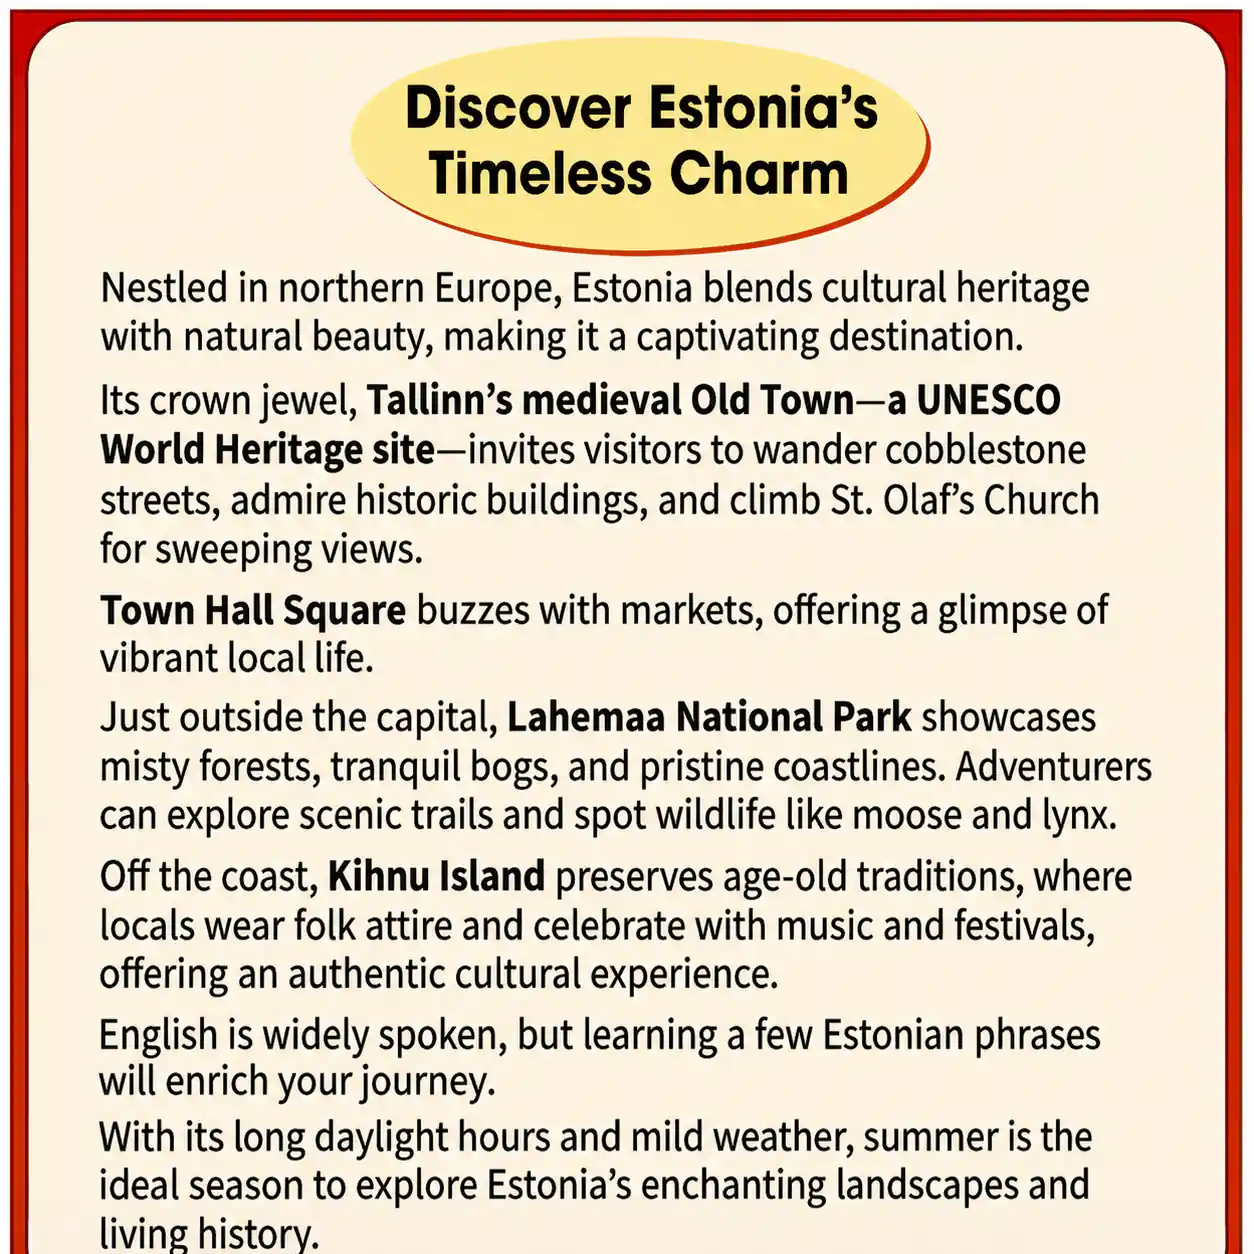 Discover Estonia’s
Timeless Charm
Nestled in northern Europe, Estonia blends cultural heritage
with natural beauty, making it a captivating destination.
Its crown jewel, Tallinn’s medieval Old Town—a UNESCO
World Heritage site—invites visitors to wander cobblestone
streets, admire historic buildings, and climb St. Olaf’s Church
for sweeping views.
Town Hall Square buzzes with markets, offering a glimpse of
vibrant local life.
Just outside the capital, Lahemaa National Park showcases
misty forests, tranquil bogs, and pristine coastlines. Adventurers
can explore scenic trails and spot wildlife like moose and lynx.
Off the coast, Kihnu Island preserves age-old traditions, where
locals wear folk attire and celebrate with music and festivals,
offering an authentic cultural experience.
English is widely spoken, but learning a few Estonian phrases
will enrich your journey.
With its long daylight hours and mild weather, summer is the
ideal season to explore Estonia’s enchanting landscapes and
living history.